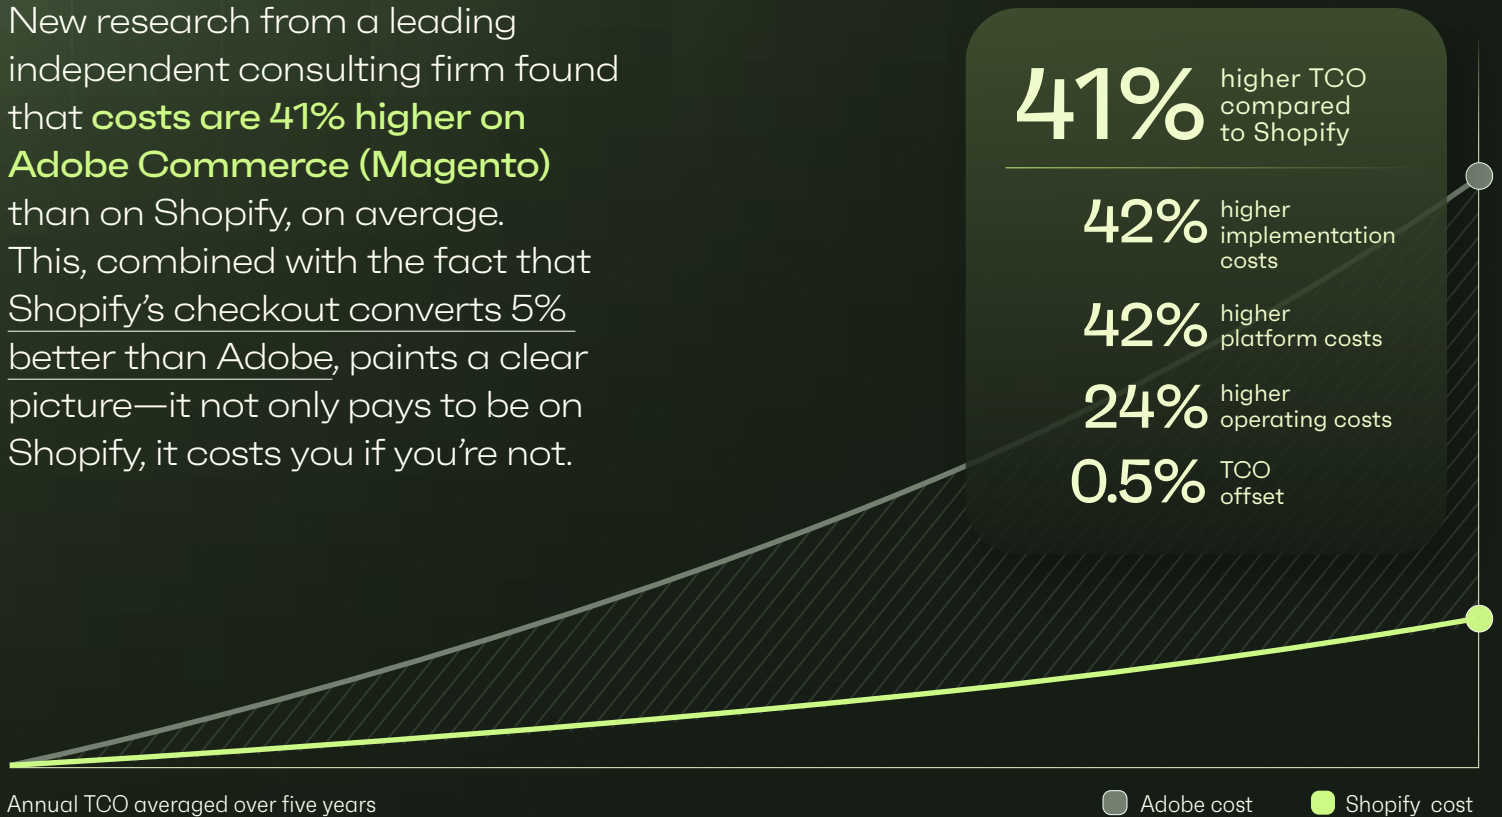 New research from a leading
independent consulting firm found
that costs are 41% higher on
Adobe Commerce (Magento)
than on Shopify, on average.
This, combined with the fact that
Shopify’s checkout converts 5%
better than Adobe, paints a clear
picture—it not only pays to be on
Shopify, it costs you if you’re not.
41% higher TCO
compared
to Shopify
42% higher
implementation
costs
42% higher
platform costs
24% higher
operating costs
0.5% TCO
offset
Annual TCO averaged over five years
Adobe cost
Shopify cost